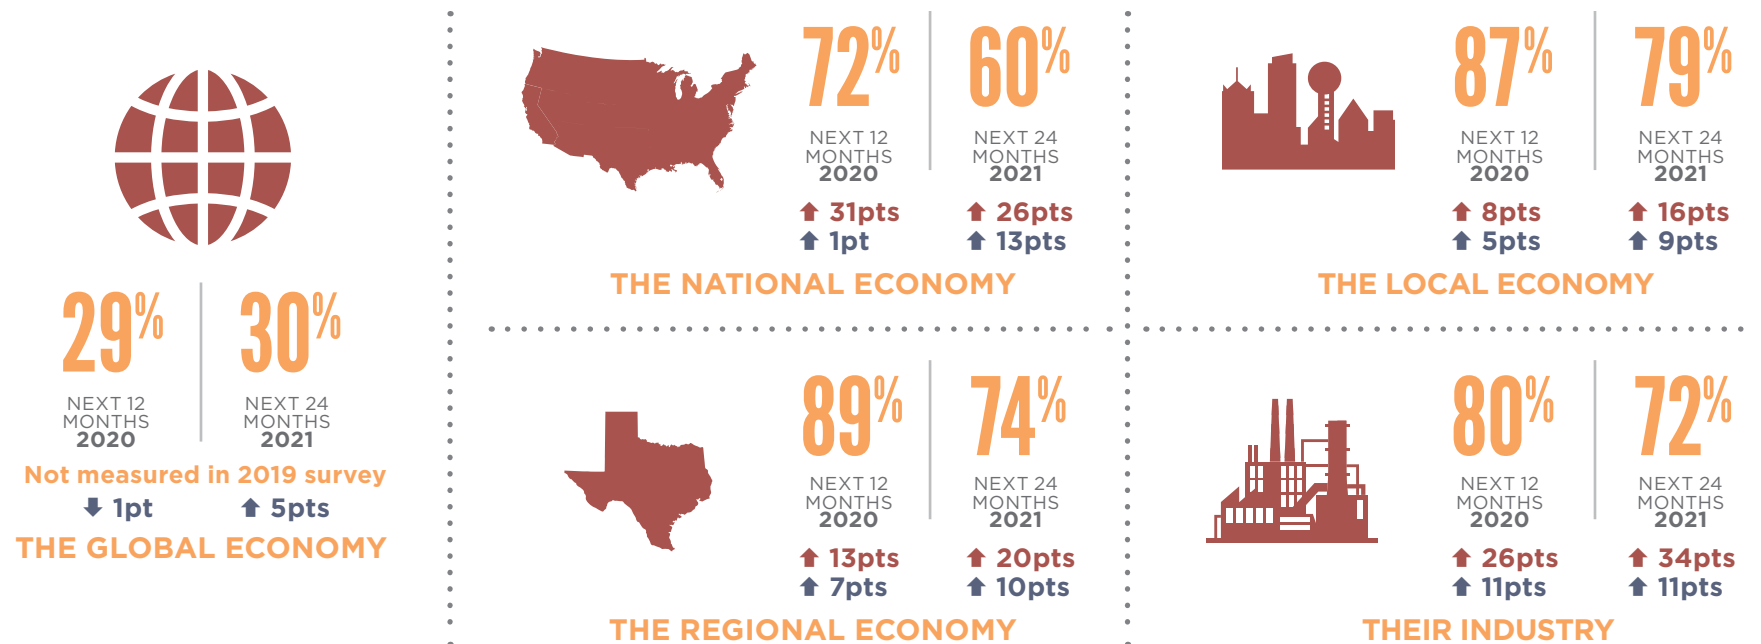 29%
NEXT 12
MONTHS
2020
30%
NEXT 24
MONTHS
2021
Not measured in 2019 survey
1pt
5pts
THE GLOBAL ECONOMY
72%
NEXT 12
MONTHS
2020
31pts
1pt
60%
NEXT 24
MONTHS
2021
26pts
13pts
THE NATIONAL ECONOMY
87%
NEXT 12
MONTHS
2020
8pts
5pts
79%
NEXT 24
MONTHS
2021
16pts
9pts
THE LOCAL ECONOMY
89%
NEXT 12
MONTHS
2020
13pts
7pts
74%
NEXT 24
MONTHS
2021
20pts
10pts
THE REGIONAL ECONOMY
80%
NEXT 12
MONTHS
2020
26pts
11pts
72%
NEXT 24
MONTHS
2021
34pts
11pts
THEIR INDUSTRY